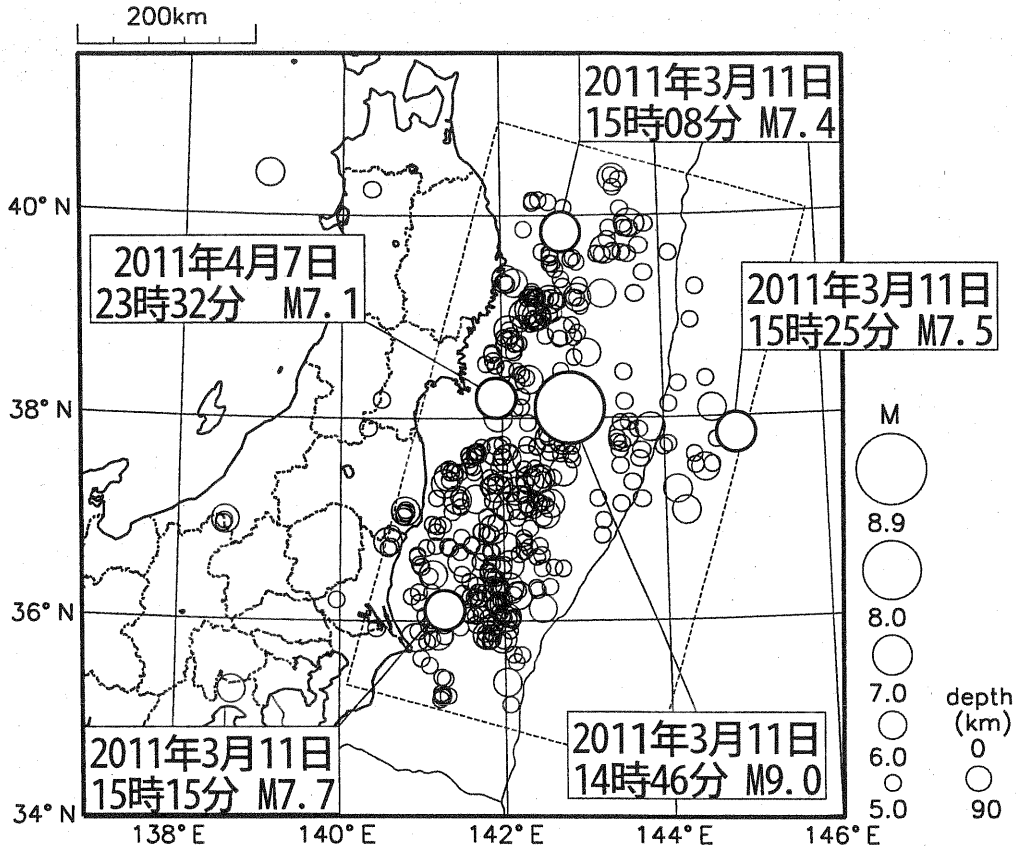 200km
2011年3月11日
15時08分 M7.4
40° N
2011年4月7日
23時32分 M7.1
2011年3月11日
15時25分 M7.5
38° N
M
8.9
8.0
36° N
7.0
depth
(km)
2011年3月11日
15時15分 M7.7
2011年3月11日
14時46分 M9.0
6.0
0
5.0
90
34° N
138° E
140° E
142° E
144° E
146° E